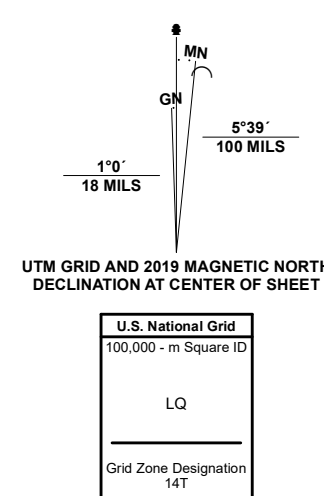 MN
GN
5°39´
100 MILS
1°0´
18 MILS
UTM GRID AND 2019 MAGNETIC NORTH
DECLINATION AT CENTER OF SHEET
U.S. National Grid
100,000 - m Square ID
LQ
Grid Zone Designation
14T